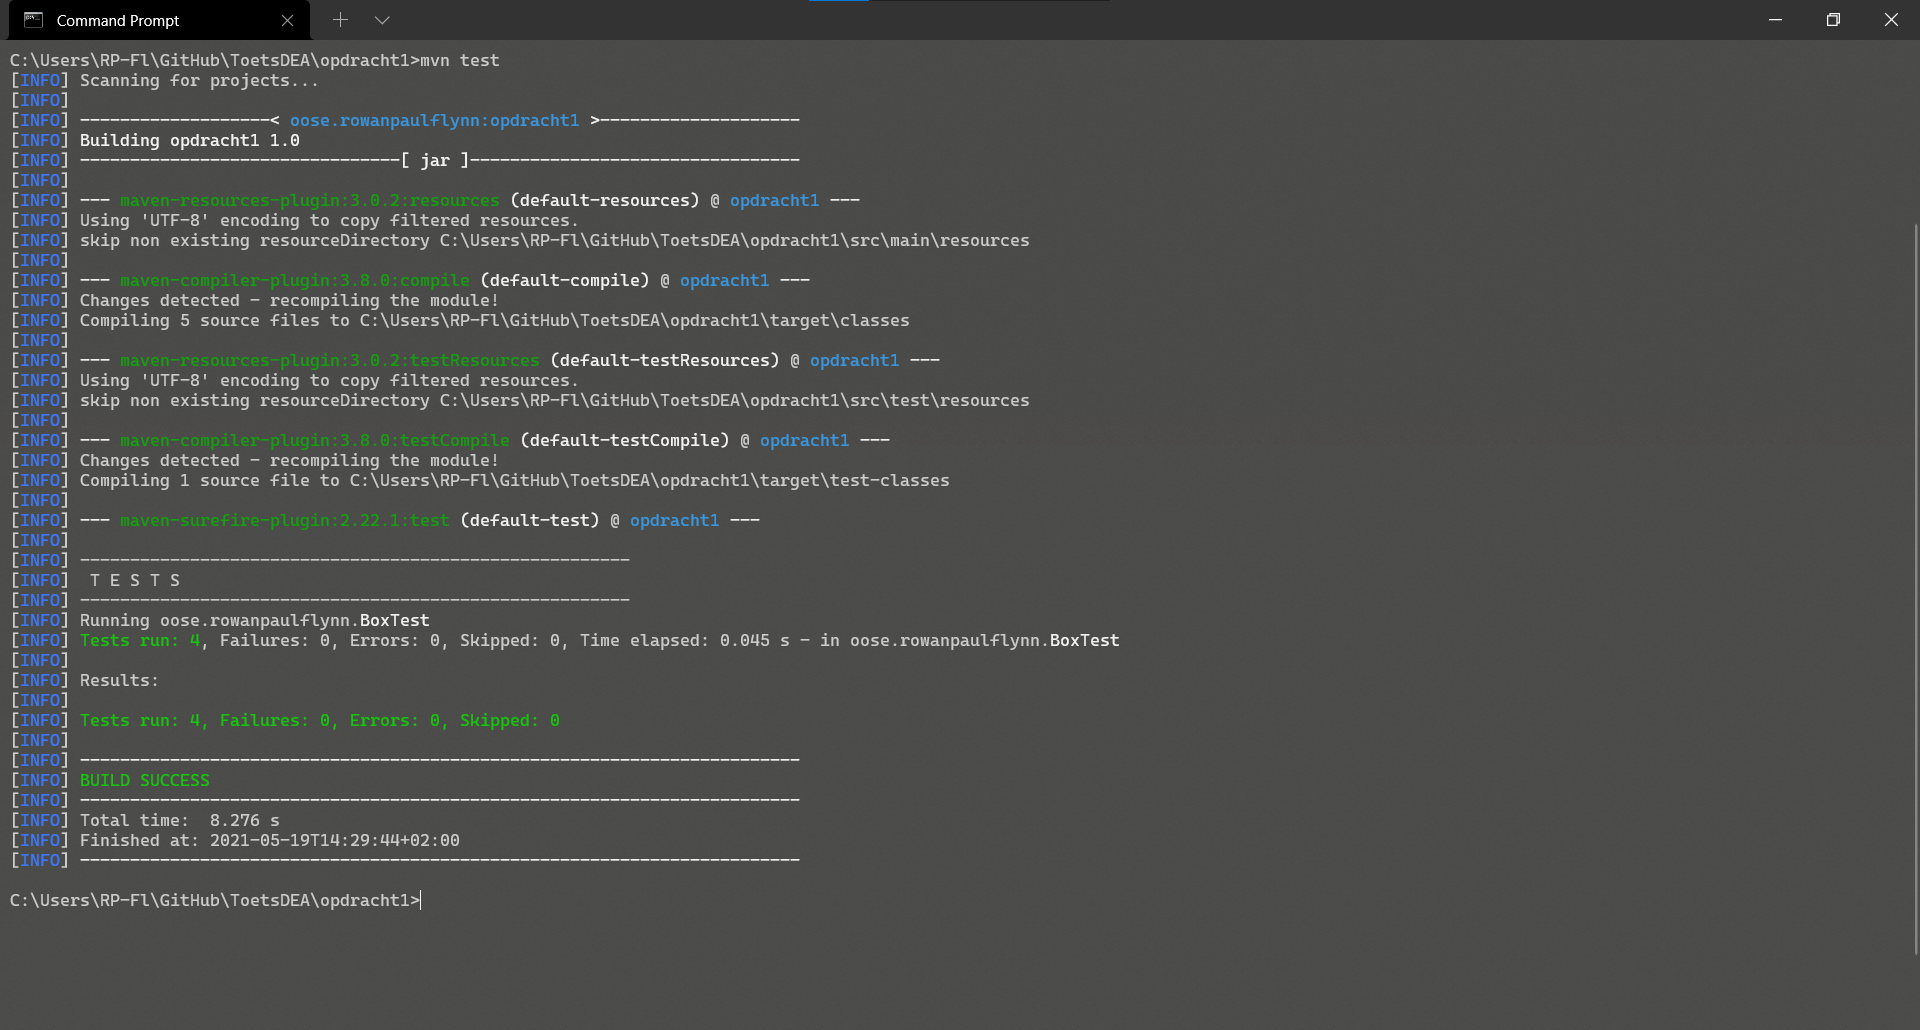 Command Prompt
C:\Users\RP-Fl\GitHub\ToetsDEA\opdracht1>mvn test
[INFO] Scanning for projects...
[INFO]
[INFO] -------------------< oose.rowanpaulflynn:opdracht1 >--------------------
[INFO] Building opdracht1 1.0
[INFO] --------------------------------[ jar ]---------------------------------
[INFO]
[INFO] --- maven-resources-plugin:3.0.2:resources (default-resources) @ opdracht1 ---
[INFO] Using 'UTF-8' encoding to copy filtered resources.
[INFO] skip non existing resourceDirectory C:\Users\RP-Fl\GitHub\ToetsDEA\opdracht1\src\main\resources
[INFO]
[INFO] --- maven-compiler-plugin:3.8.0:compile (default-compile) @ opdracht1 ---
[INFO] Changes detected - recompiling the module!
[INFO] Compiling 5 source files to C:\Users\RP-Fl\GitHub\ToetsDEA\opdracht1\target\classes
[INFO]
[INFO] --- maven-resources-plugin:3.0.2:testResources (default-testResources) @ opdracht1 ---
[INFO] Using 'UTF-8' encoding to copy filtered resources.
[INFO] skip non existing resourceDirectory C:\Users\RP-Fl\GitHub\ToetsDEA\opdracht1\src\test\resources
[INFO]
[INFO] --- maven-compiler-plugin:3.8.0:testCompile (default-testCompile) @ opdracht1 ---
[INFO] Changes detected - recompiling the module!
[INFO] Compiling 1 source file to C:\Users\RP-Fl\GitHub\ToetsDEA\opdracht1\target\test-classes
[INFO]
[INFO] --- maven-surefire-plugin:2.22.1:test (default-test) @ opdracht1 ---
[INFO]
[INFO] -------------------------------------------------------
[INFO]  T E S T S
[INFO] -------------------------------------------------------
[INFO] Running oose.rowanpaulflynn.BoxTest
[INFO] Tests run: 4, Failures: 0, Errors: 0, Skipped: 0, Time elapsed: 0.045 s - in oose.rowanpaulflynn.BoxTest
[INFO]
[INFO] Results:
[INFO]
[INFO] Tests run: 4, Failures: 0, Errors: 0, Skipped: 0
[INFO]
[INFO] ------------------------------------------------------------------------
[INFO] BUILD SUCCESS
[INFO] ------------------------------------------------------------------------
[INFO] Total time:  8.276 s
[INFO] Finished at: 2021-05-19T14:29:44+02:00
[INFO] ------------------------------------------------------------------------
C:\Users\RP-Fl\GitHub\ToetsDEA\opdracht1>